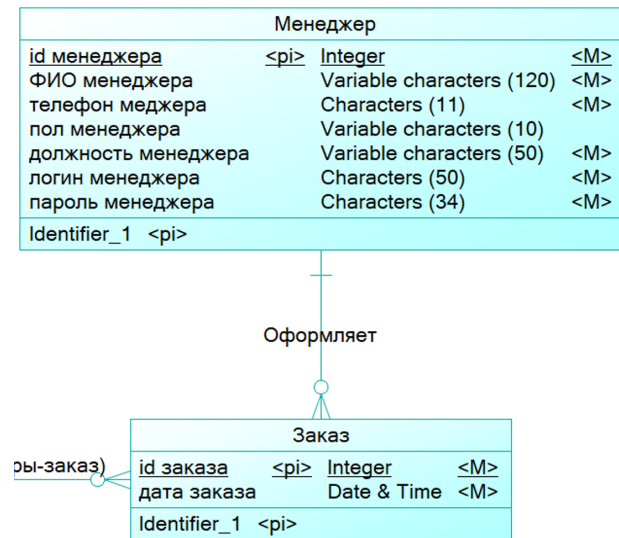 Менеджер
id менеджера <pi> Integer <M>
ФИО менеджера Variable characters (120) <M>
телефон меджера Characters (11) <M>
пол менеджера Variable characters (10)
должность менеджера Variable characters (50) <M>
логин менеджера Characters (50) <M>
пароль менеджера Characters (34) <M>
Identifier_1 <pi>
Оформляет
Заказ
ры-заказ)
id заказа <pi> Integer <M>
дата заказа Date & Time <M>
Identifier_1 <pi>